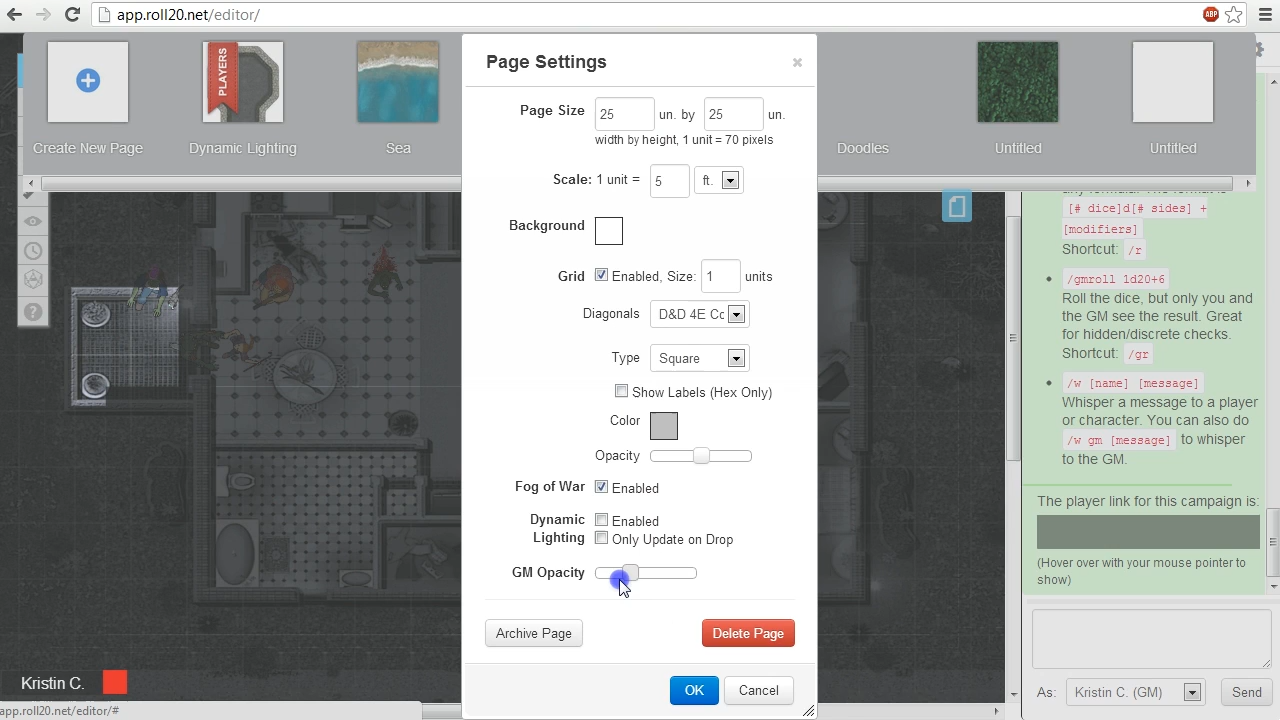 app.roll20.net/editor/
ABP
PLAYERS
Create New Page
Dynamic Lighting
Sea
Doodles
Untitled
Untitled
Page Settings
×
Page Size 25 un. by 25 un.
width by height, 1 unit = 70 pixels
Scale: 1 unit = 5 ft.
Background
Grid Enabled, Size: 1 units
Diagonals D&D 4E Co
Type Square
Show Labels (Hex Only)
Color
Opacity
Fog of War Enabled
Dynamic Enabled
Lighting Only Update on Drop
GM Opacity
Archive Page
Delete Page
OK
Cancel
[# dice]d[# sides] +
[modifiers]
Shortcut: /r
/gmroll 1d20+6
Roll the dice, but only you and
the GM see the result. Great
for hidden/discrete checks.
Shortcut: /gr
/w [name] [message]
Whisper a message to a player
or character. You can also do
/w gm [message] to whisper
to the GM.
The player link for this campaign is:
(Hover over with your mouse pointer to
show)
As: Kristin C. (GM)
Send
Kristin C.
app.roll20.net/editor/#